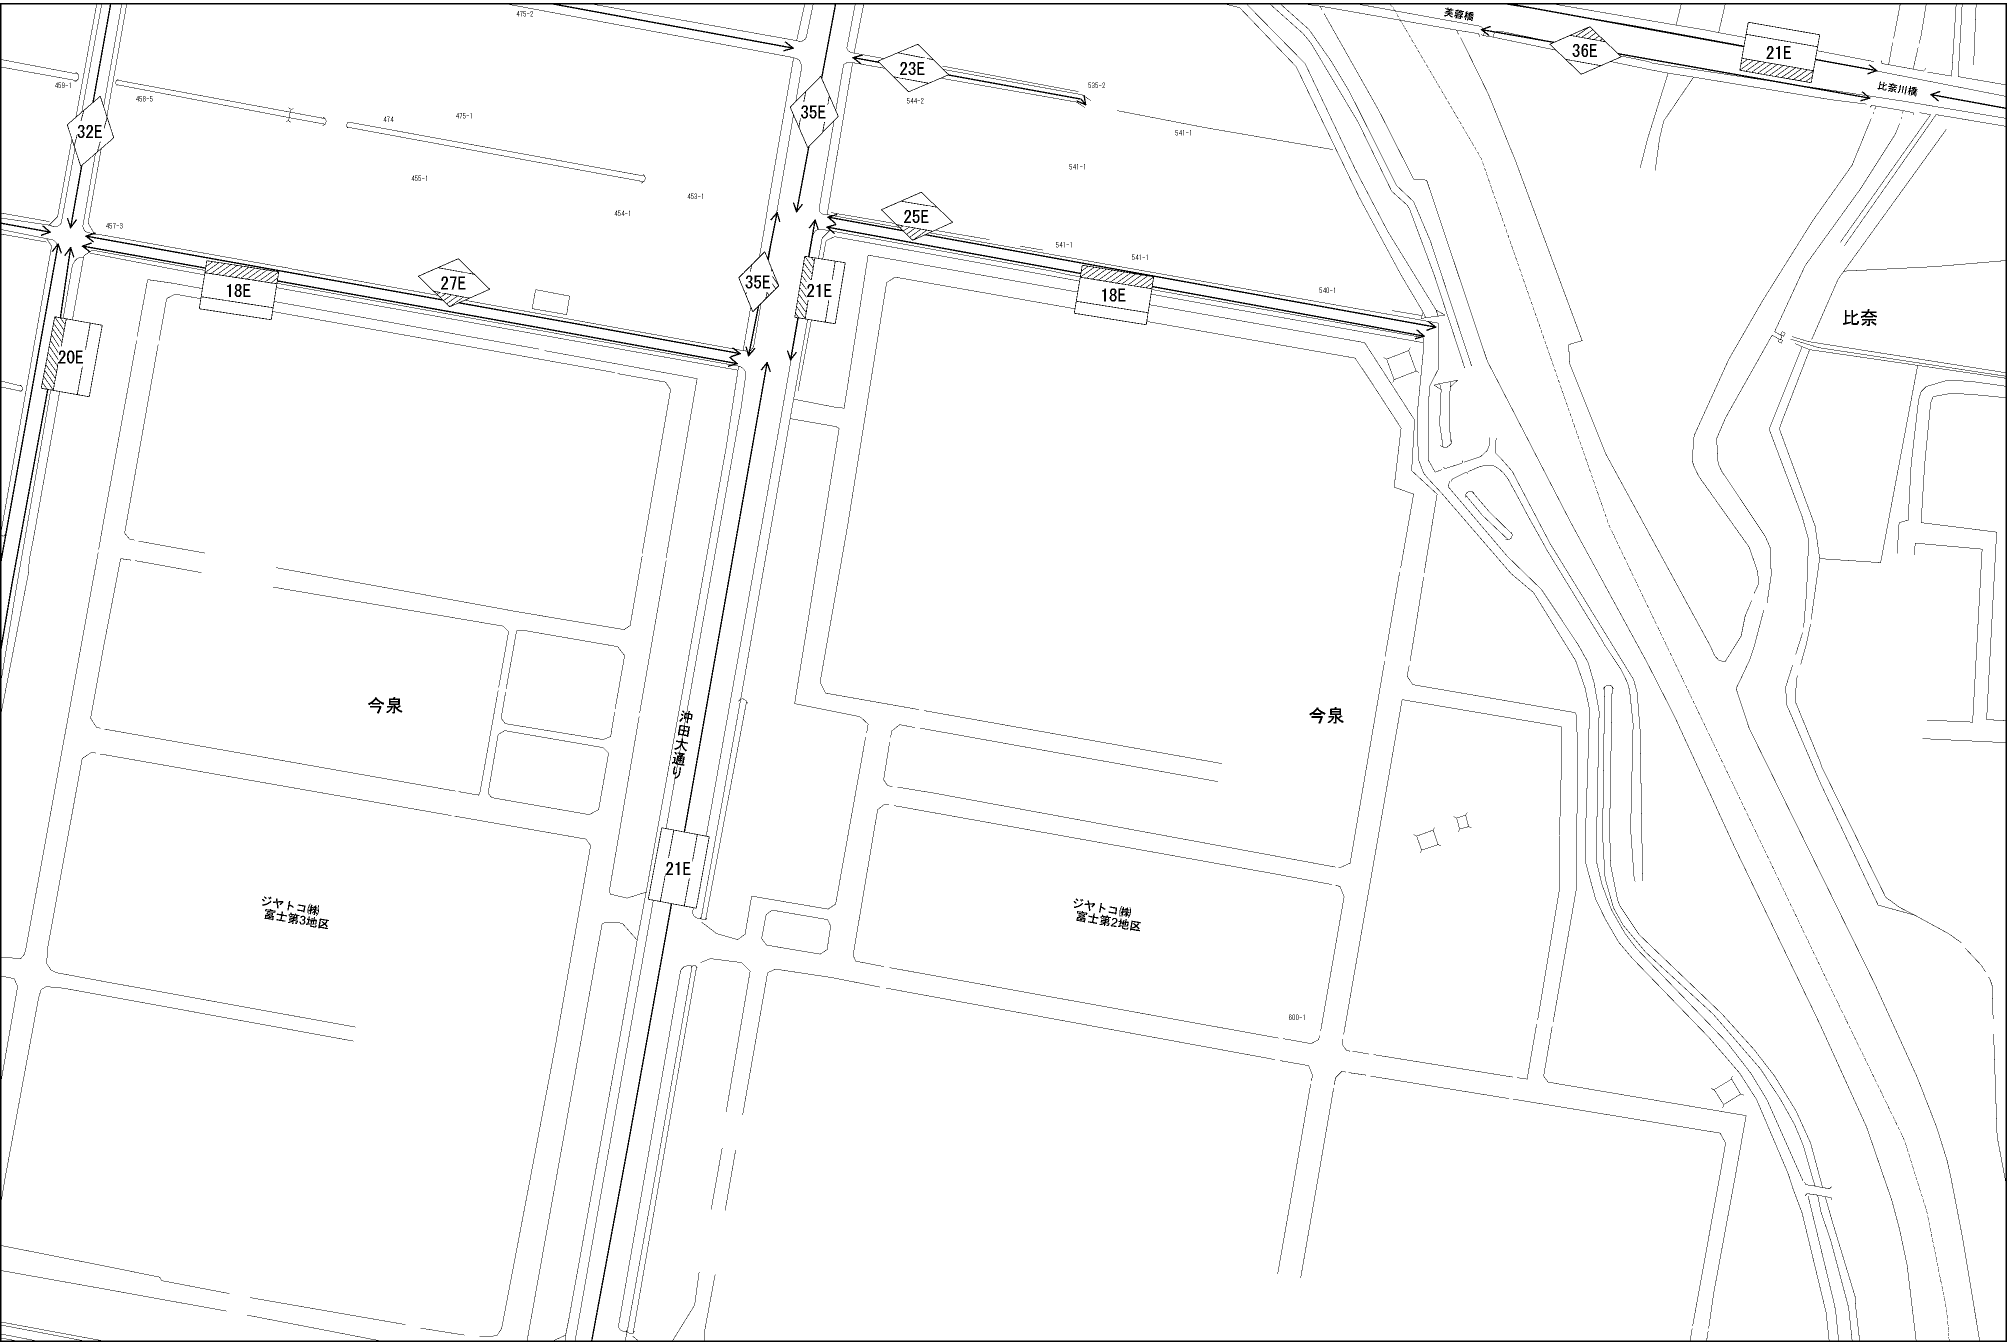 475-2
芙蓉橋
36E
21E
比奈川橋
459-1
458-5
474
475-1
32E
35E
23E
544-2
535-2
541-1
541-1
455-1
453-1
454-1
457-3
25E
541-1
541-1
540-1
18E
27E
35E
21E
18E
20E
比奈
今泉
今泉
沖田大通り
21E
ジヤトコ㈱
富士第3地区
ジヤトコ㈱
富士第2地区
600-1